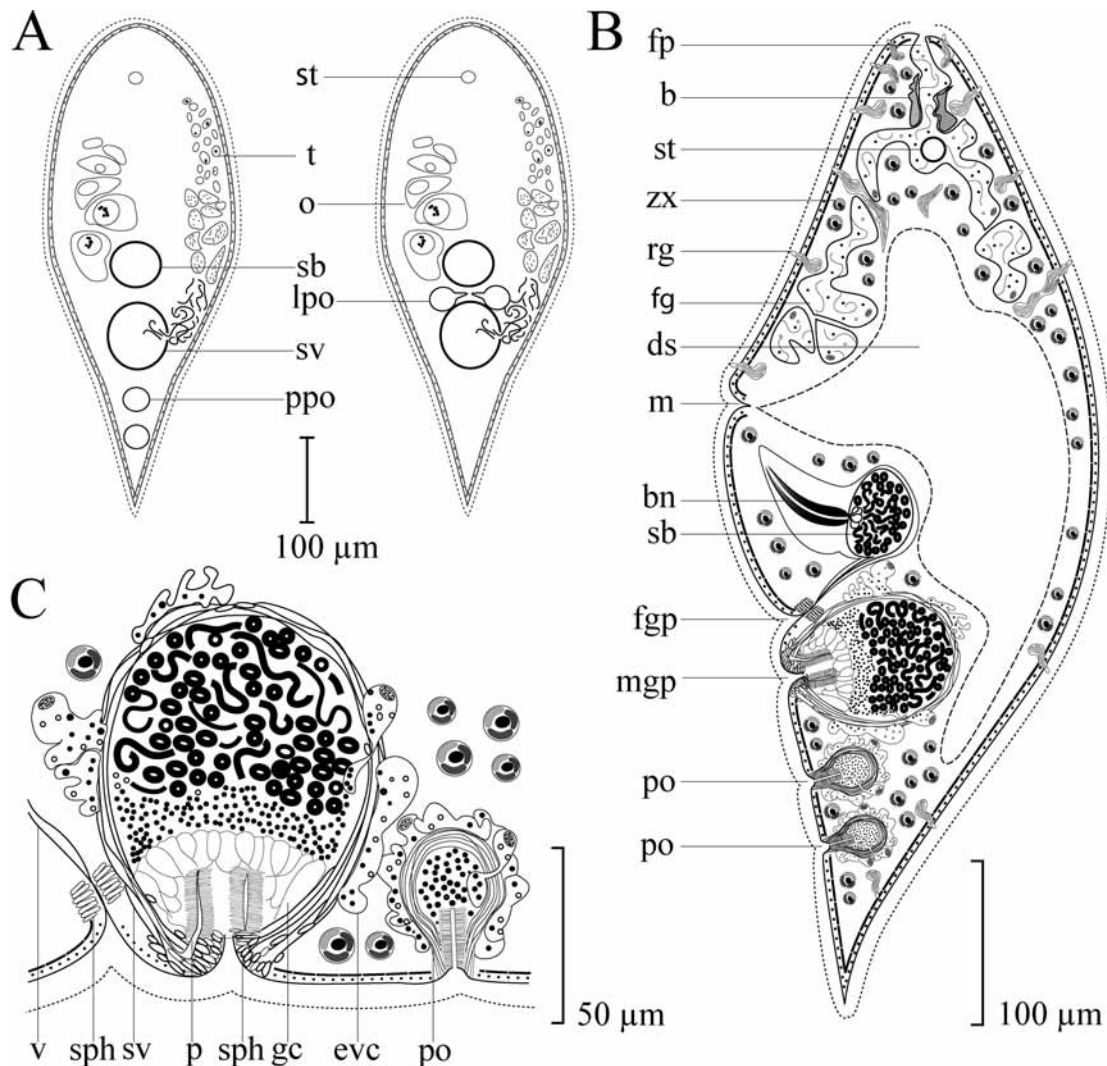 A
st
t
o
sb
lpo
sv
ppo
100 µm
B
fp
b
st
zx
rg
fg
ds
m
bn
sb
fgp
mgp
po
po
100 µm
C
50 µm
v sph sv p sph gc evc po